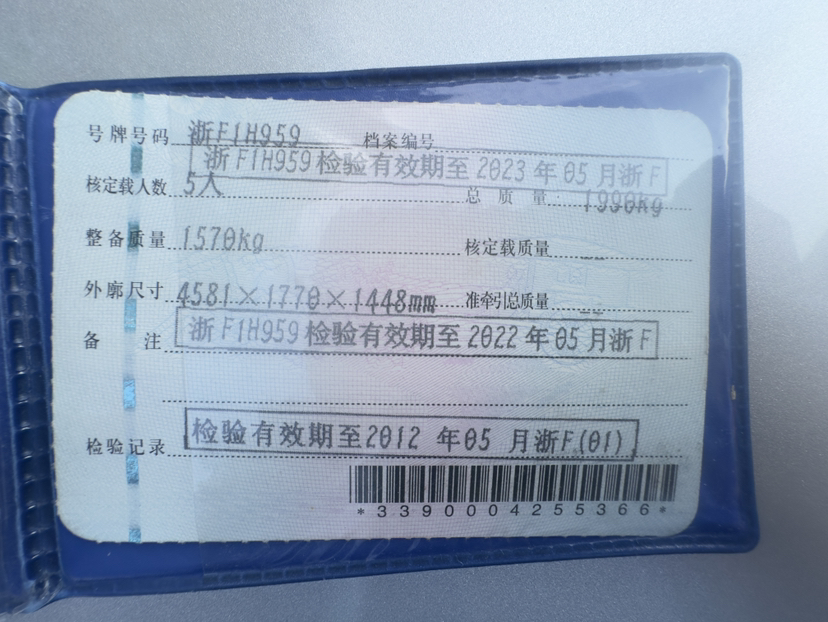 号牌号码 浙F1H959 档案编号
浙F1H959检验有效期至2023年05月浙F
核定载人数 5人 总质量 1990kg
整备质量 1570kg 核定载质量 --
外廓尺寸 4581×1770×1448mm 准牵引总质量 --
备注 浙F1H959检验有效期至2022年05月浙F
检验记录 检验有效期至2012年05月浙F(01)
*3390004255366*